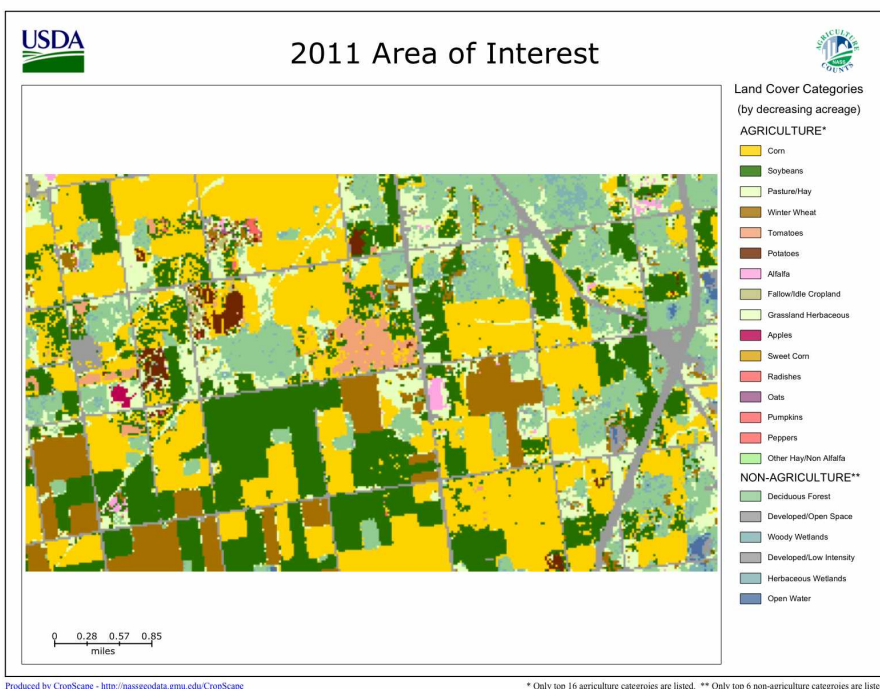 USDA
2011 Area of Interest
AGRICULTURE
NASS
COUNTS
Land Cover Categories
(by decreasing acreage)
AGRICULTURE*
Corn
Soybeans
Pasture/Hay
Winter Wheat
Tomatoes
Potatoes
Alfalfa
Fallow/Idle Cropland
Grassland Herbaceous
Apples
Sweet Corn
Radishes
Oats
Pumpkins
Peppers
Other Hay/Non Alfalfa
NON-AGRICULTURE**
Deciduous Forest
Developed/Open Space
Woody Wetlands
Developed/Low Intensity
Herbaceous Wetlands
Open Water
0 0.28 0.57 0.85
miles
Produced by CropScape - http://nassgeodata.gmu.edu/CropScape
* Only top 16 agriculture categroies are listed. ** Only top 6 non-agriculture categroies are liste